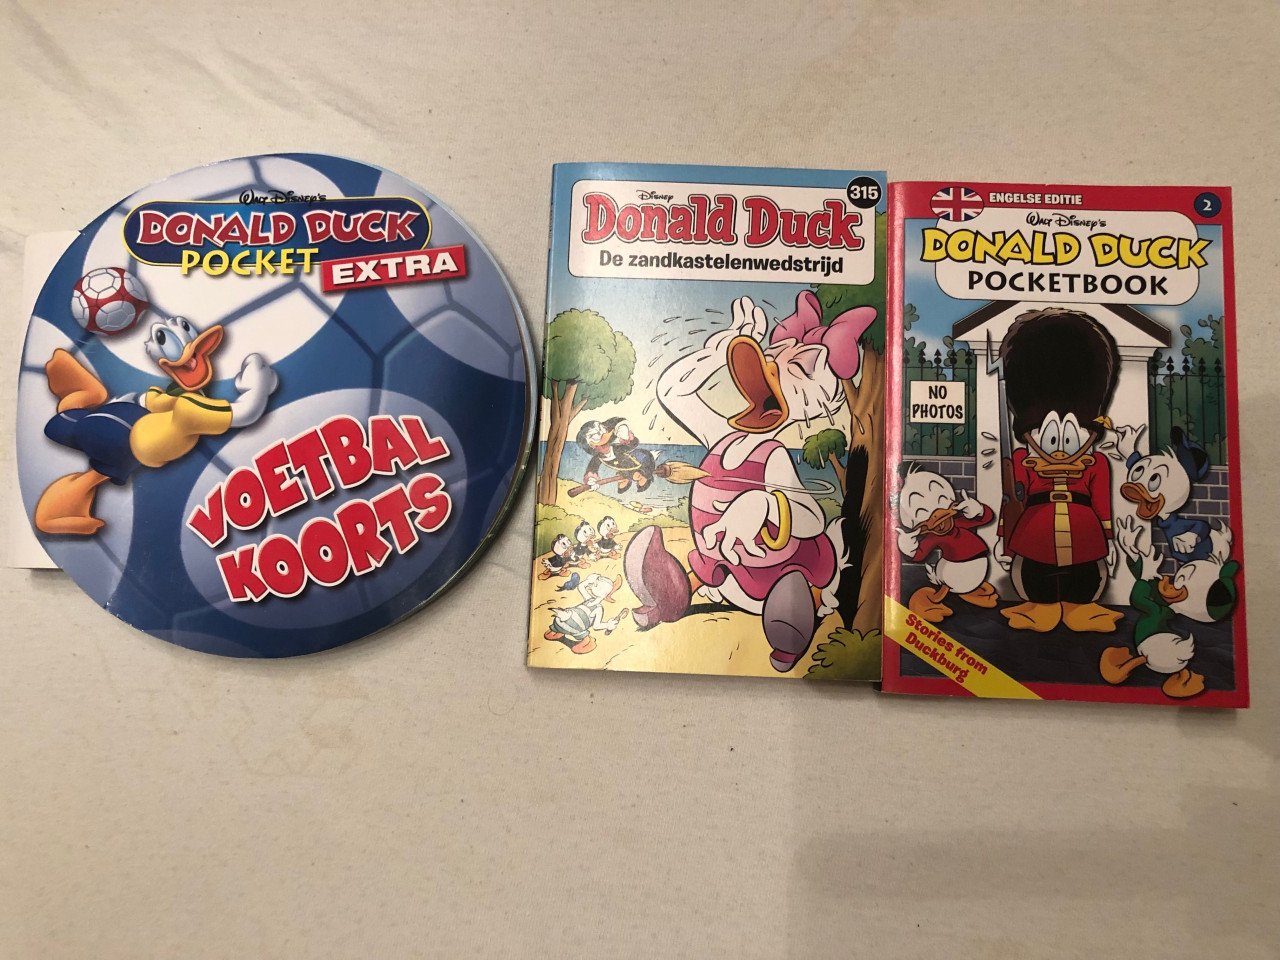 WALT DISNEY'S
DONALD DUCK
POCKET
EXTRA
VOETBAL
KOORTS
DISNEY
315
Donald Duck
De zandkastelenwedstrijd
ENGELSE EDITIE
2
WALT DISNEY'S
DONALD DUCK
POCKETBOOK
NO
PHOTOS
Stories from
Duckburg